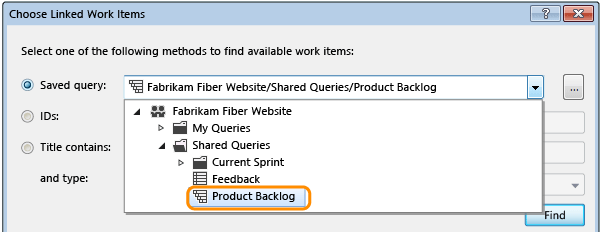 Choose Linked Work Items
?
Select one of the following methods to find available work items:
Saved query:
Fabrikam Fiber Website/Shared Queries/Product Backlog
...
Fabrikam Fiber Website
IDs:
My Queries
Shared Queries
Title contains:
Current Sprint
and type:
Feedback
Product Backlog
Find